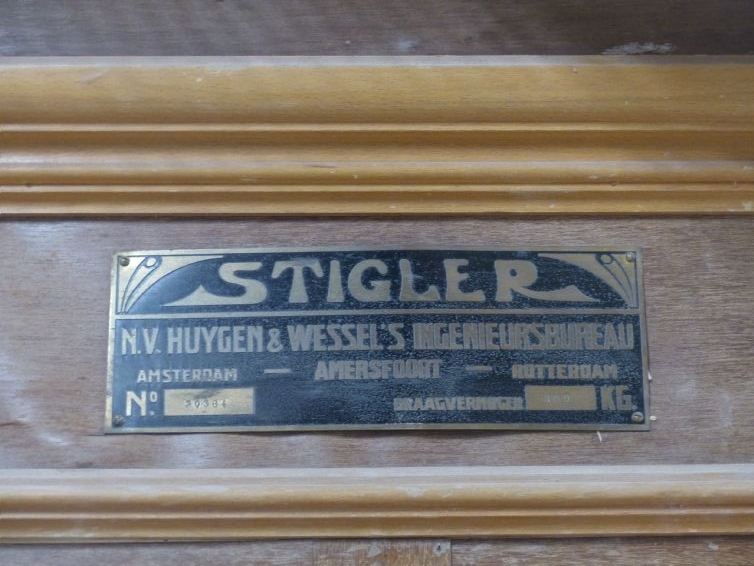 STIGLER
N.V. HUYGEN & WESSEL'S INGENIEURSBUREAU
AMSTERDAM — AMERSFOORT — ROTTERDAM
No. DRAAGVERMOGEN KG.